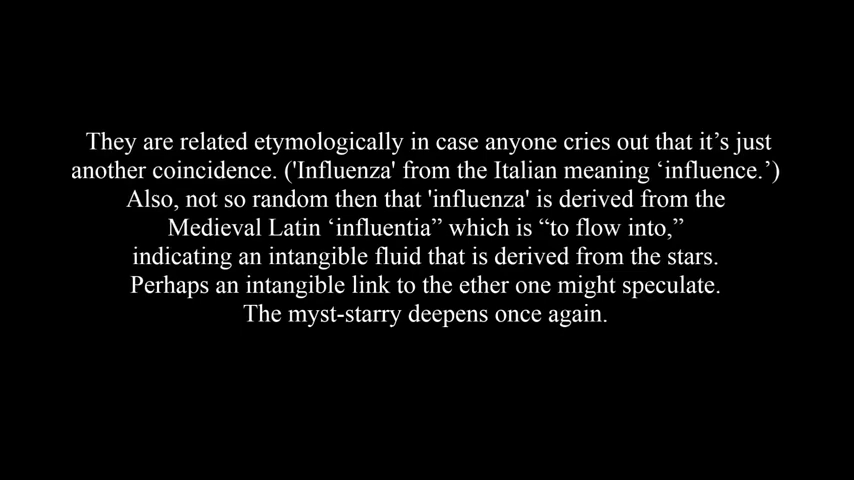 They are related etymologically in case anyone cries out that it’s just
another coincidence. ('Influenza' from the Italian meaning ‘influence.’)
Also, not so random then that 'influenza' is derived from the
Medieval Latin ‘influentia” which is “to flow into,”
indicating an intangible fluid that is derived from the stars.
Perhaps an intangible link to the ether one might speculate.
The myst-starry deepens once again.